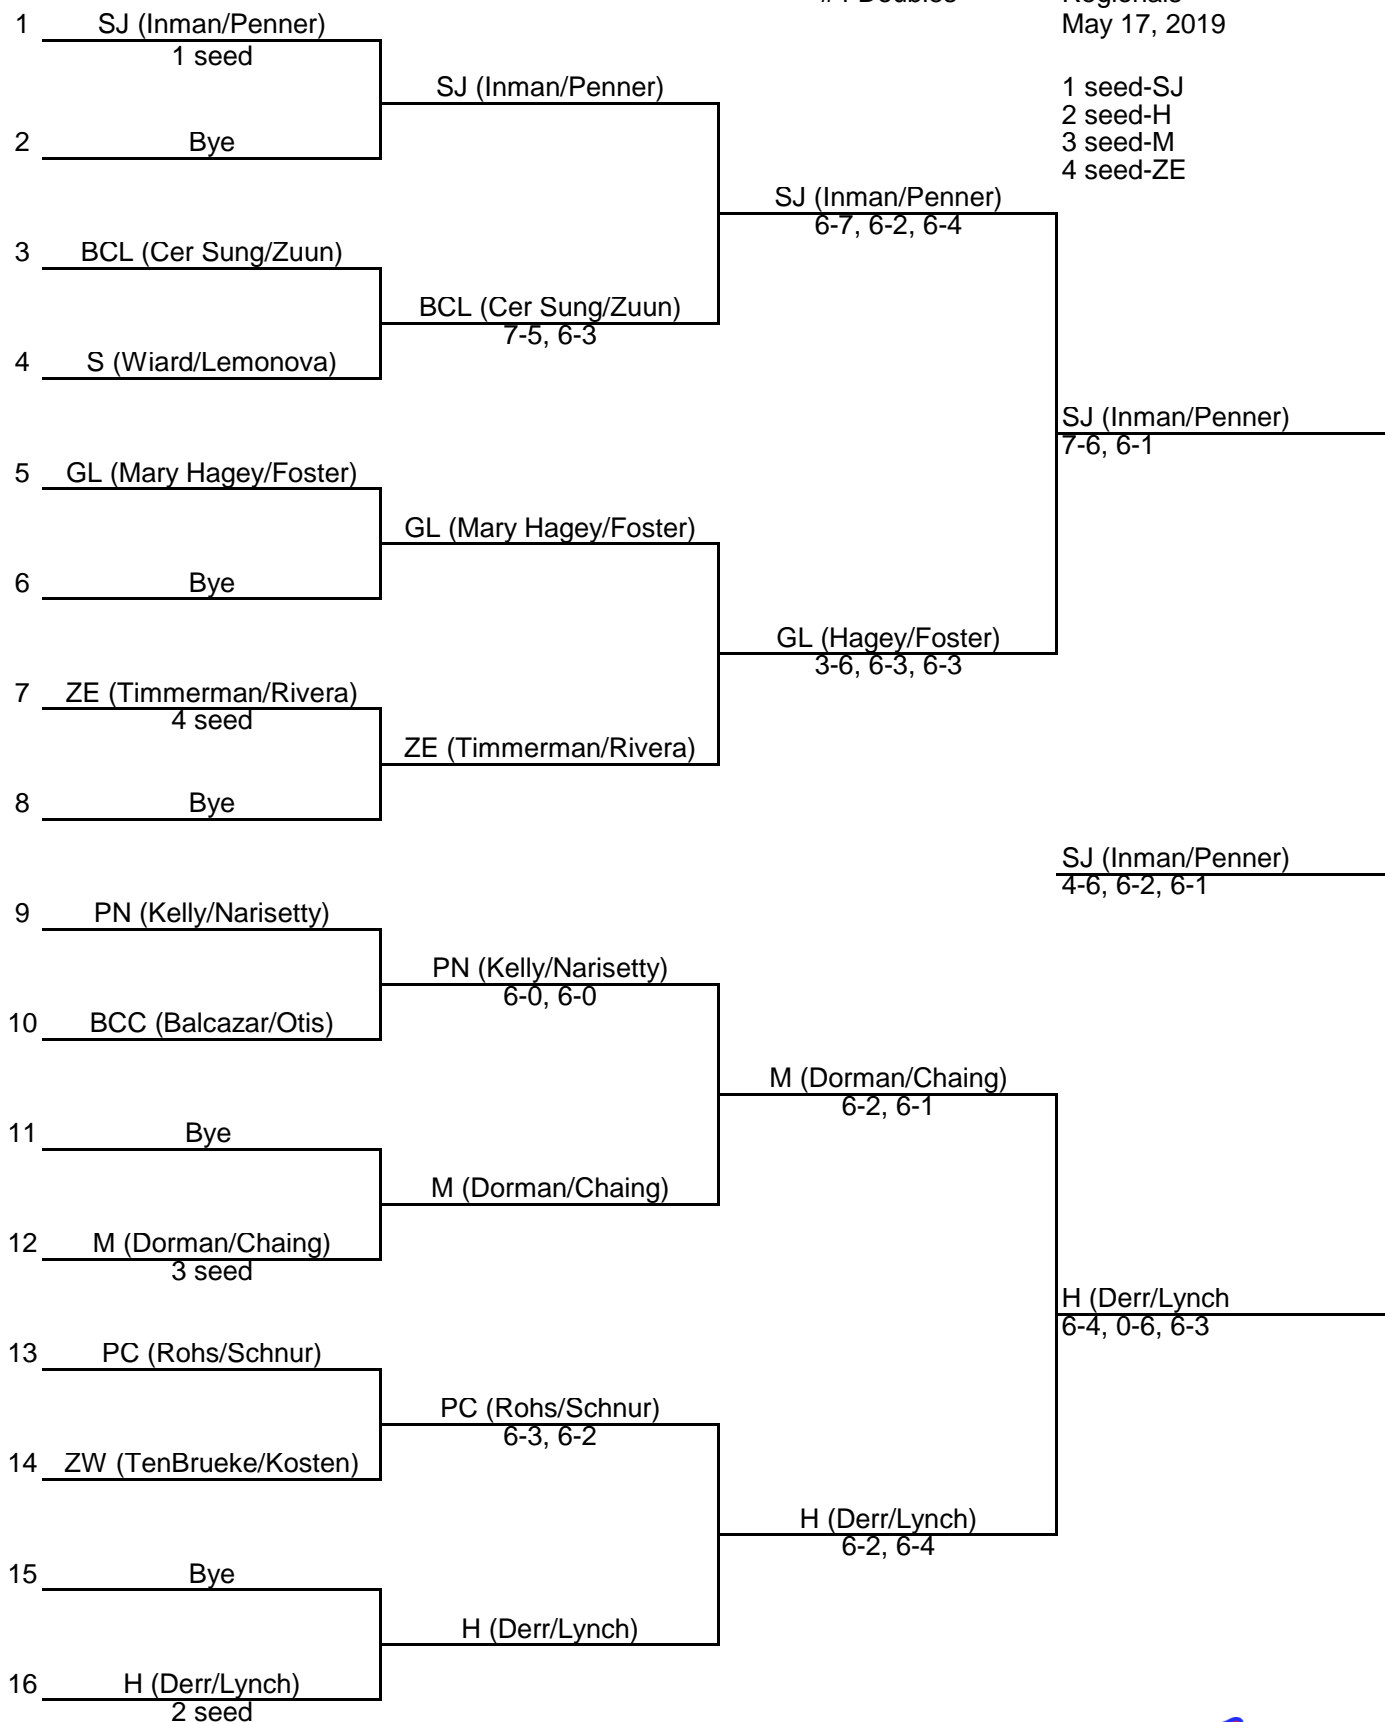 May 17, 2019
1 seed-SJ
2 seed-H
3 seed-M
4 seed-ZE
1 SJ (Inman/Penner)
1 seed
SJ (Inman/Penner)
2 Bye
SJ (Inman/Penner)
6-7, 6-2, 6-4
3 BCL (Cer Sung/Zuun)
BCL (Cer Sung/Zuun)
7-5, 6-3
4 S (Wiard/Lemonova)
SJ (Inman/Penner)
7-6, 6-1
5 GL (Mary Hagey/Foster)
GL (Mary Hagey/Foster)
6 Bye
GL (Hagey/Foster)
3-6, 6-3, 6-3
7 ZE (Timmerman/Rivera)
4 seed
ZE (Timmerman/Rivera)
8 Bye
SJ (Inman/Penner)
4-6, 6-2, 6-1
9 PN (Kelly/Narisetty)
PN (Kelly/Narisetty)
6-0, 6-0
10 BCC (Balcazar/Otis)
M (Dorman/Chaing)
6-2, 6-1
11 Bye
M (Dorman/Chaing)
12 M (Dorman/Chaing)
3 seed
H (Derr/Lynch
6-4, 0-6, 6-3
13 PC (Rohs/Schnur)
PC (Rohs/Schnur)
6-3, 6-2
14 ZW (TenBrueke/Kosten)
H (Derr/Lynch)
6-2, 6-4
15 Bye
H (Derr/Lynch)
16 H (Derr/Lynch)
2 seed